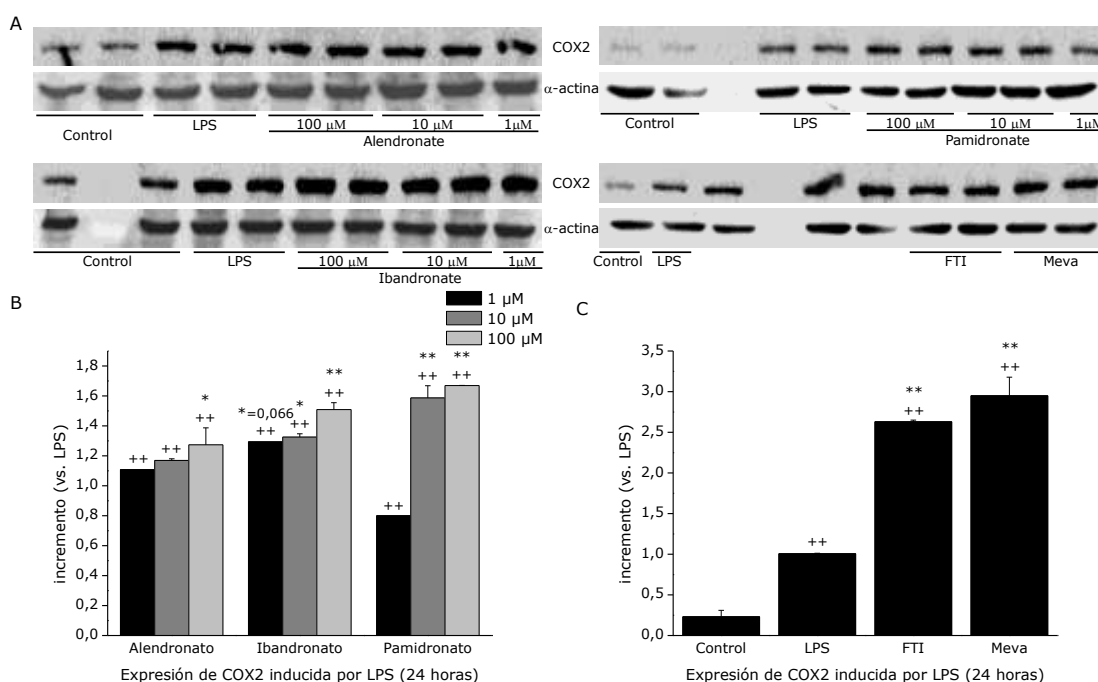 A
COX2
α-actina
Control
LPS
100 μM
10 μM
1μM
Alendronate
COX2
α-actina
Control
LPS
100 μM
10 μM
1μM
Ibandronate
COX2
Control
LPS
100 μM
10 μM
1μM
Pamidronate
Control
LPS
FTI
Meva
B
1 µM
10 µM
100 µM
incremento (vs. LPS)
1,8
1,6
1,4
1,2
1,0
0,8
0,6
0,4
0,2
0,0
++
++
*
++
*=0,066
++
*
++
**
++
++
**
++
**
++
Alendronato
Ibandronato
Pamidronato
Expresión de COX2 inducida por LPS (24 horas)
C
incremento (vs. LPS)
3,5
3,0
2,5
2,0
1,5
1,0
0,5
0,0
++
**
++
**
++
Control
LPS
FTI
Meva
Expresión de COX2 inducida por LPS (24 horas)